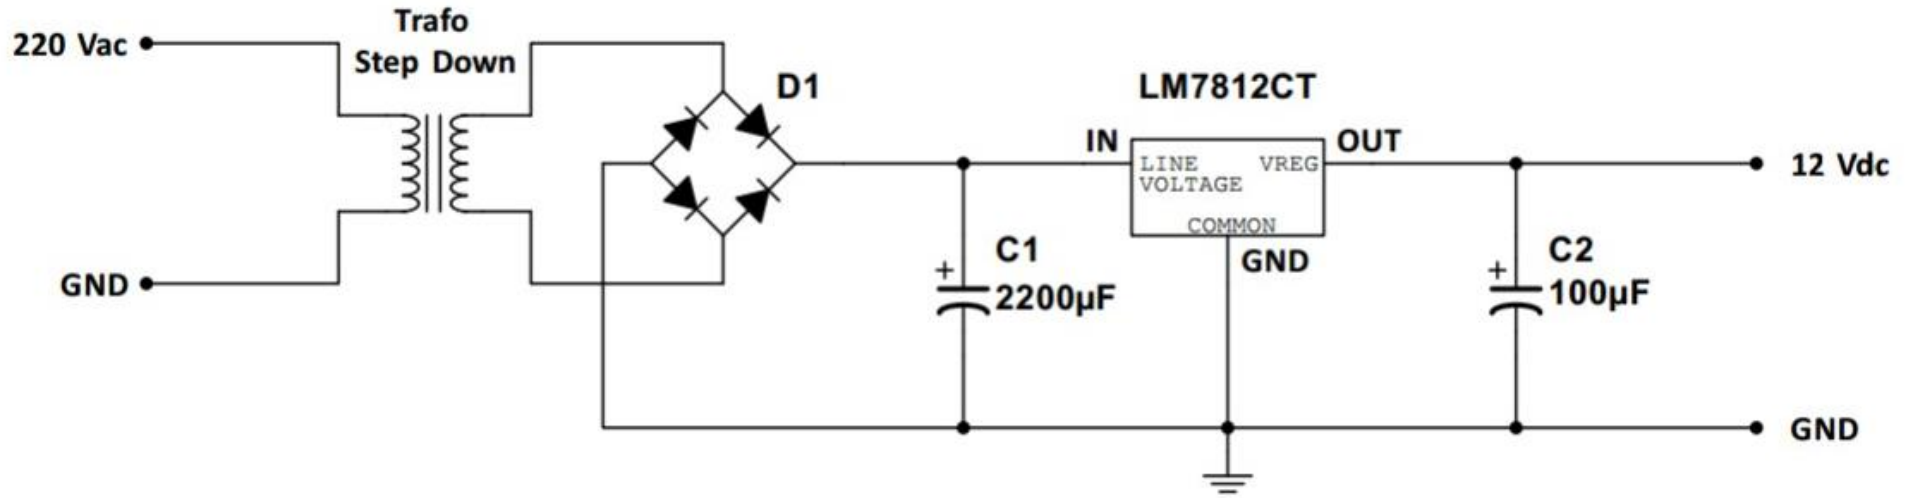 220 Vac
Trafo
Step Down
D1
LM7812CT
IN
OUT
LINE
VOLTAGE
VREG
COMMON
GND
12 Vdc
GND
+
C1
2200µF
+
C2
100µF
GND